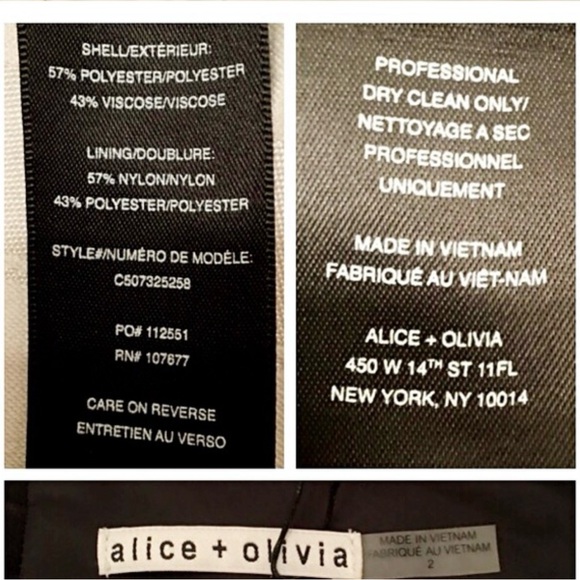 SHELL/EXTÉRIEUR:
57% POLYESTER/POLYESTER
43% VISCOSE/VISCOSE
LINING/DOUBLURE:
57% NYLON/NYLON
43% POLYESTER/POLYESTER
STYLE#/NUMÉRO DE MODÈLE:
C507325258
PO# 112551
RN# 107677
CARE ON REVERSE
ENTRETIEN AU VERSO
PROFESSIONAL
DRY CLEAN ONLY/
NETTOYAGE A SEC
PROFESSIONNEL
UNIQUEMENT
MADE IN VIETNAM
FABRIQUÉ AU VIÊT-NAM
ALICE + OLIVIA
450 W 14TH ST 11FL
NEW YORK, NY 10014
alice + olivia
MADE IN VIETNAM
FABRIQUÉ AU VIETNAM
2